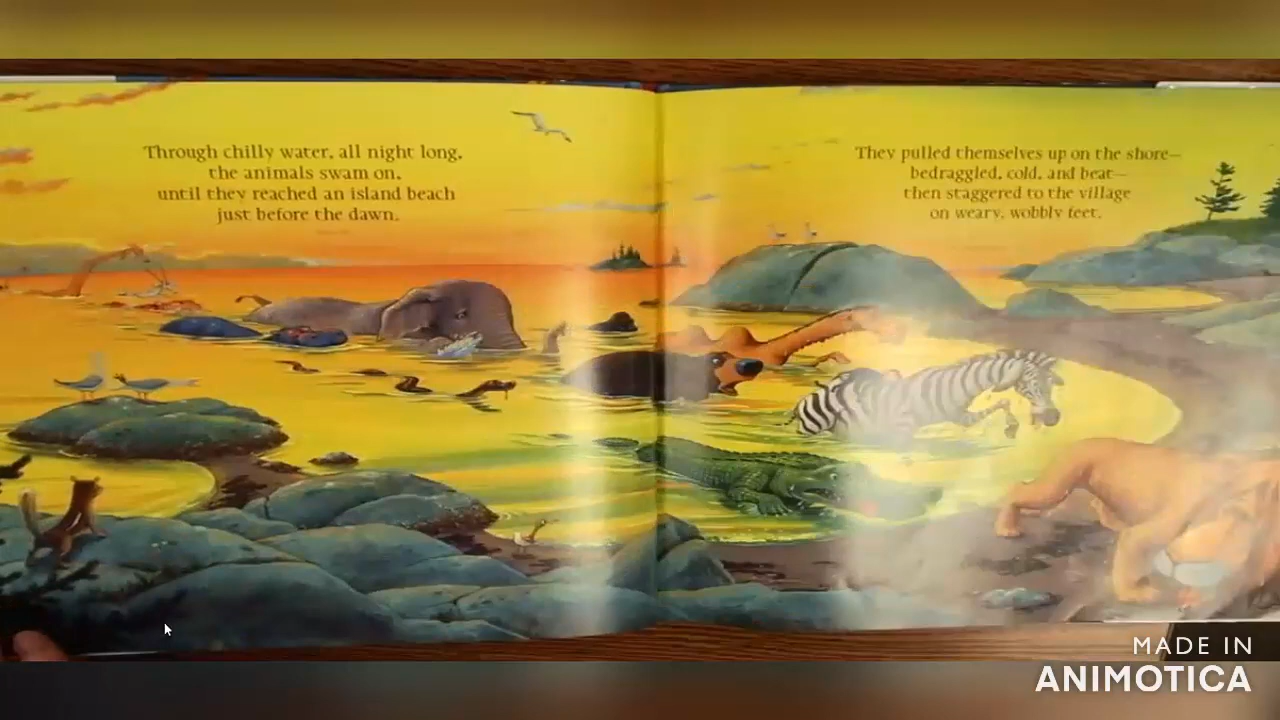 Through chilly water, all night long,
the animals swam on,
until they reached an island beach
just before the dawn.
They pulled themselves up on the shore—
bedraggled, cold, and beat—
then staggered to the village
on weary, wobbly feet.
MADE IN
ANIMOTICA